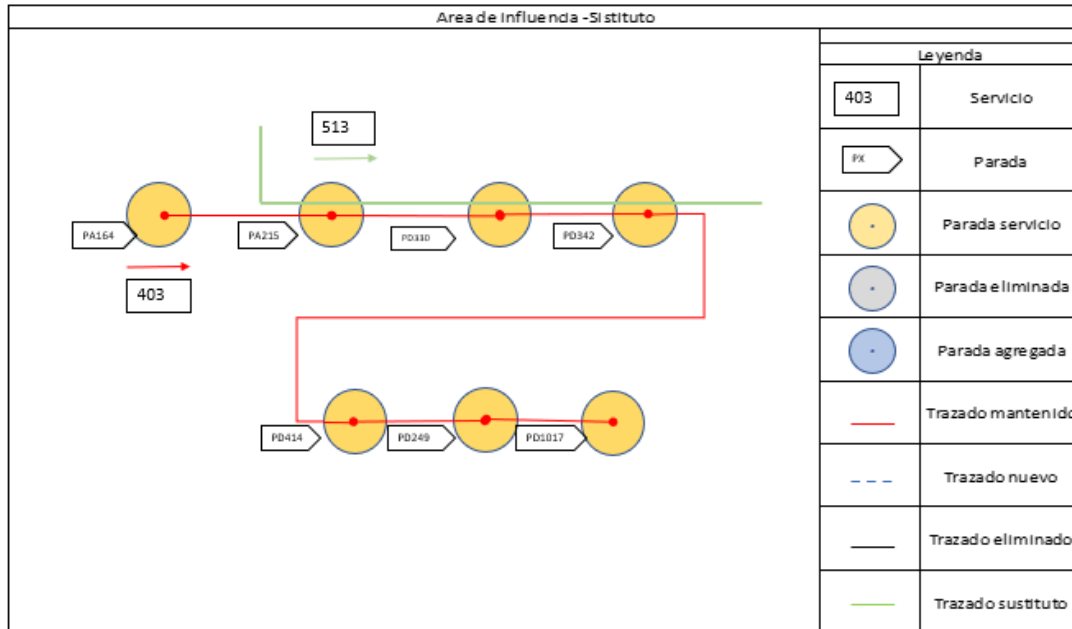 Area de Influencia -Sistituto
513
PA164
PA215
PD330
PD342
403
PD414
PD249
PD1017
Leyenda
403 Servicio
PX Parada
Parada servicio
Parada eliminada
Parada agregada
Trazado mantenido
Trazado nuevo
Trazado eliminado
Trazado sustituto